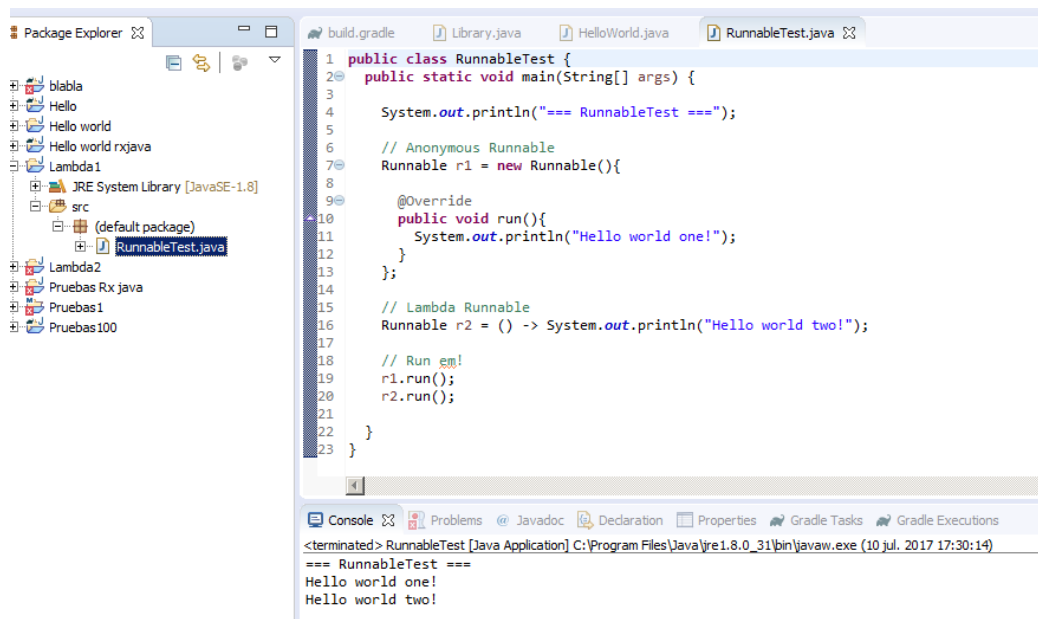 Package Explorer
blabla
Hello
Hello world
Hello world rxjava
Lambda1
JRE System Library [JavaSE-1.8]
src
(default package)
RunnableTest.java
Lambda2
Pruebas Rx java
Pruebas1
Pruebas100
build.gradle Library.java HelloWorld.java RunnableTest.java
1 public class RunnableTest {
2 public static void main(String[] args) {
3
4 System.out.println("=== RunnableTest ===");
5
6 // Anonymous Runnable
7 Runnable r1 = new Runnable(){
8
9 @Override
10 public void run(){
11 System.out.println("Hello world one!");
12 }
13 };
14
15 // Lambda Runnable
16 Runnable r2 = () -> System.out.println("Hello world two!");
17
18 // Run em!
19 r1.run();
20 r2.run();
21
22 }
23 }
Console Problems @ Javadoc Declaration Properties Gradle Tasks Gradle Executions
<terminated> RunnableTest [Java Application] C:\Program Files\Java\jre1.8.0_31\bin\javaw.exe (10 jul. 2017 17:30:14)
=== RunnableTest ===
Hello world one!
Hello world two!